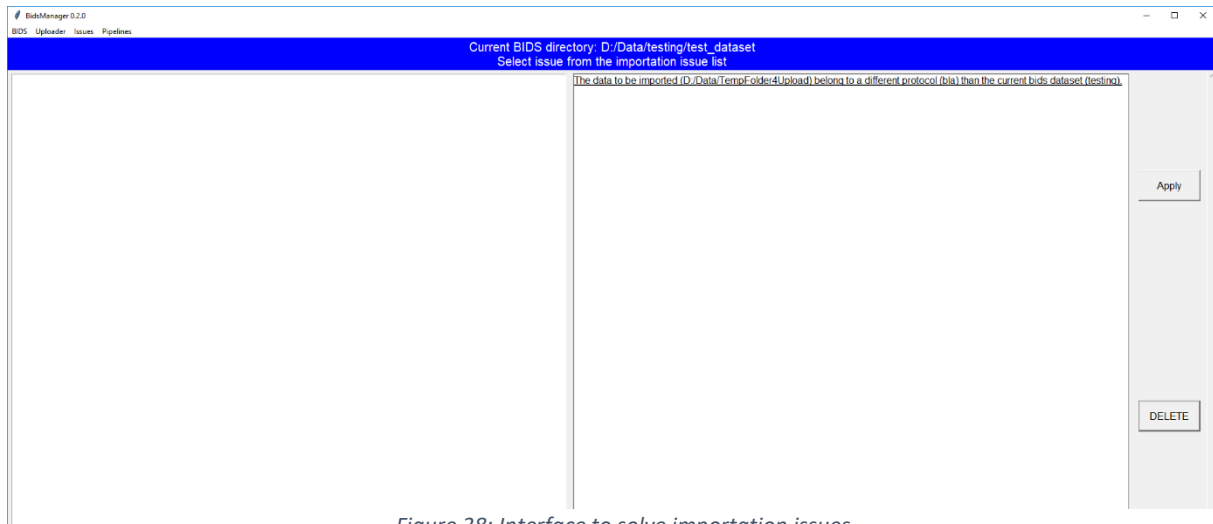 BidsManager 0.2.0
BIDS Uploader Issues Pipelines
Current BIDS directory: D:/Data/testing/test_dataset
Select issue from the importation issue list
The data to be imported (D:/Data/TempFolder4Upload) belong to a different protocol (bla) than the current bids dataset (testing).
Apply
DELETE
Figure 38: Interface to solve importation issues